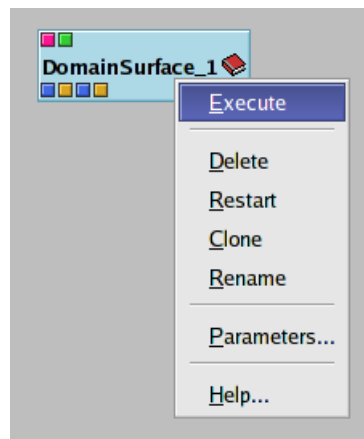 DomainSurface_1
Execute
Delete
Restart
Clone
Rename
Parameters...
Help...